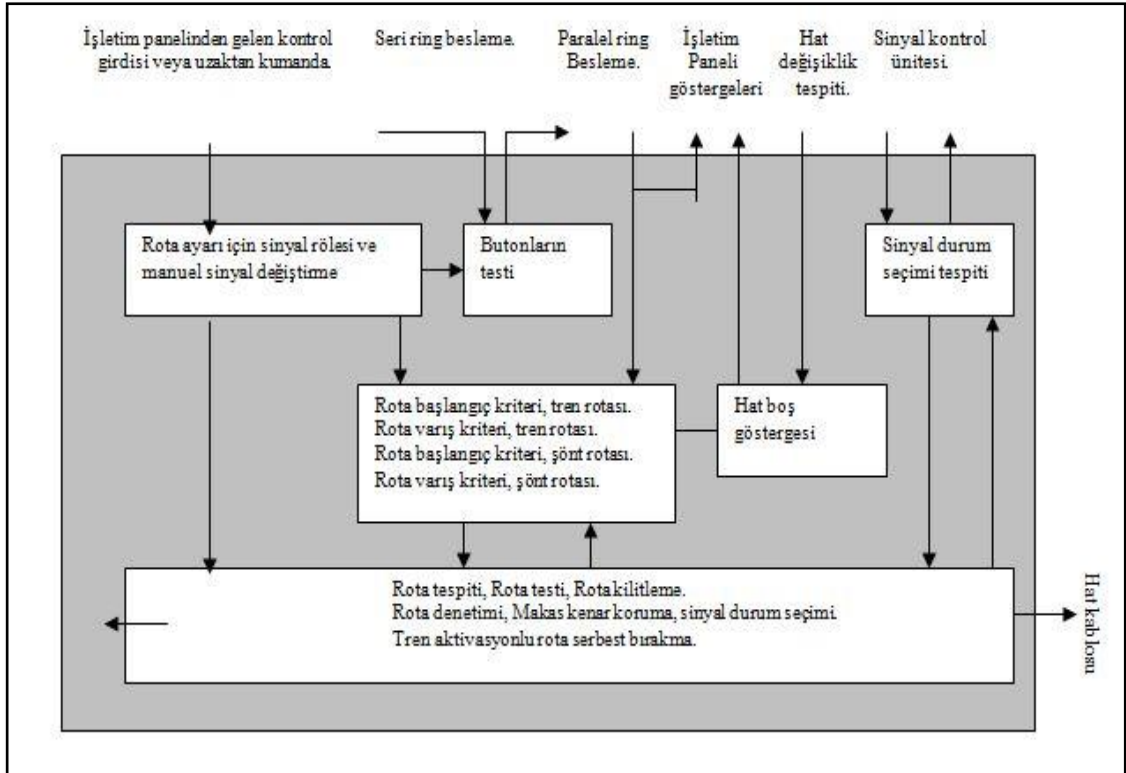 İşletim panelinden gelen kontrol
girdisi veya uzaktan kumanda.
Seri ring besleme.
Paralel ring
Besleme.
İşletim
Paneli
göstergeleri
Hat
değişiklik
tespiti.
Sinyal kontrol
ünitesi.
Rota ayarı için sinyal rölesi ve
manuel sinyal değiştirme
Butonların
testi
Sinyal durum
seçimi tespiti
Rota başlangıç kriteri, tren rotası.
Rota varış kriteri, tren rotası.
Rota başlangıç kriteri, şönt rotası.
Rota varış kriteri, şönt rotası.
Hat boş
göstergesi
Rota tespiti, Rota testi, Rota kilitleme.
Rota denetimi, Makas kenar koruma, sinyal durum seçimi.
Tren aktivasyonlu rota serbest bırakma.
Hat kablosu